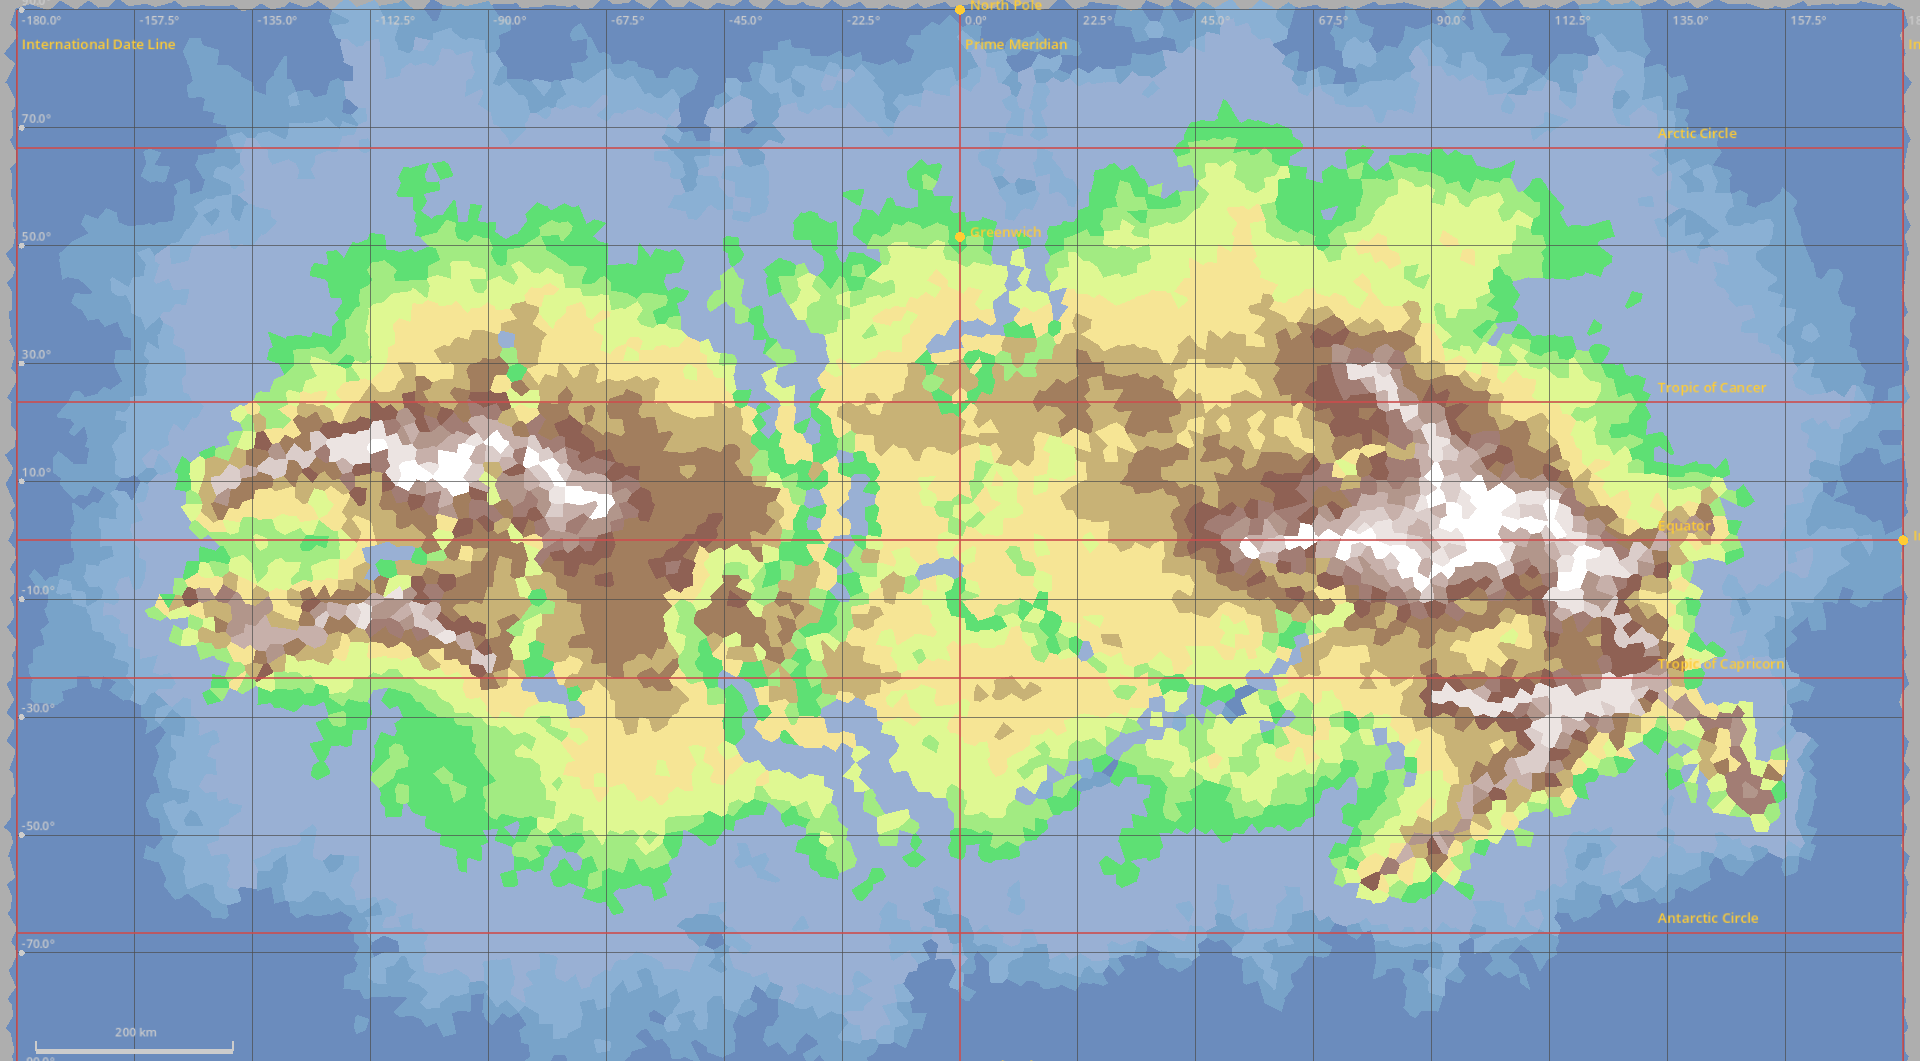 North Pole
-180.0° -157.5° -135.0° -112.5° -90.0° -67.5° -45.0° -22.5° 0.0° 22.5° 45.0° 67.5° 90.0° 112.5° 135.0° 157.5°
International Date Line Prime Meridian In
70.0°
Arctic Circle
50.0°
Greenwich
30.0°
Tropic of Cancer
10.0°
Equator
-10.0°
Tropic of Capricorn
-30.0°
-50.0°
Antarctic Circle
-70.0°
200 km